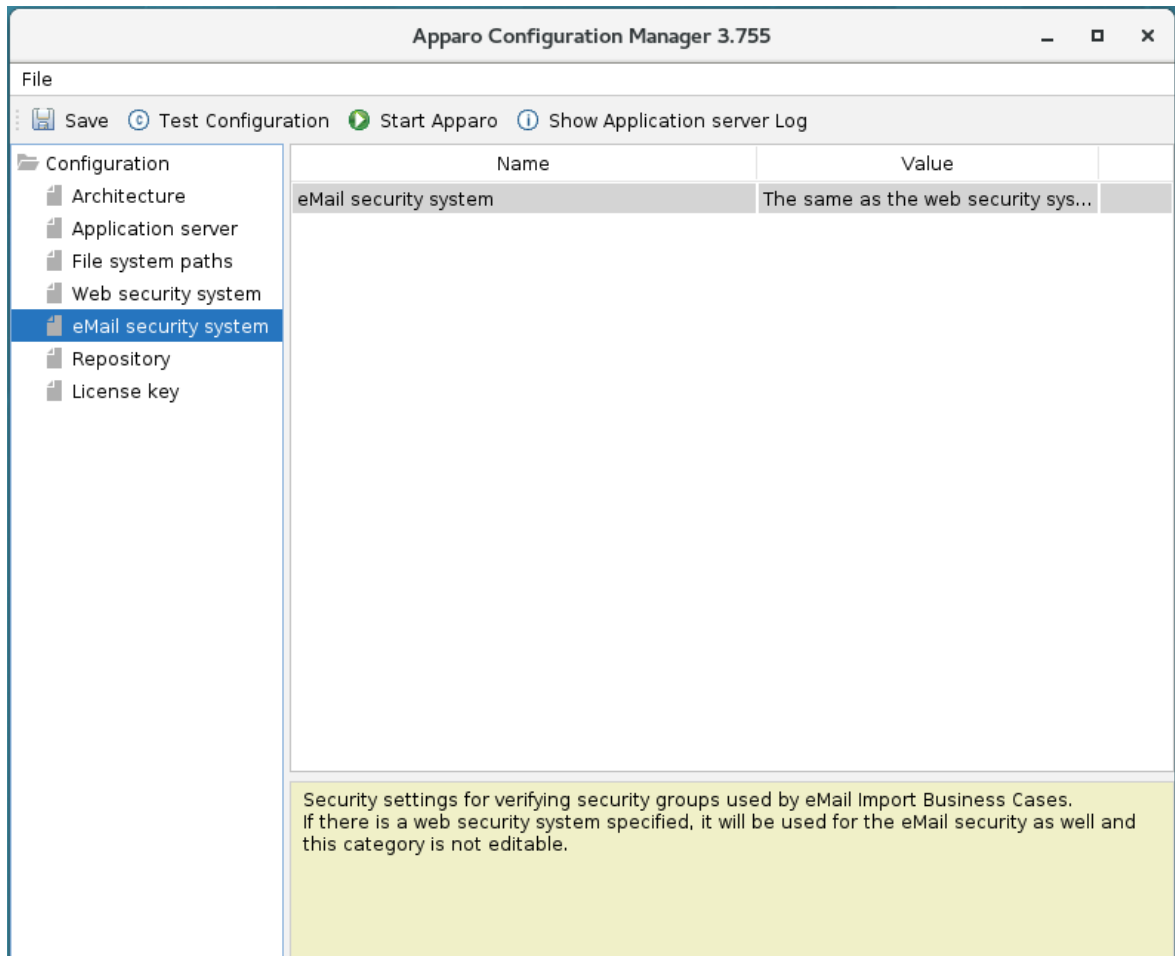 Apparo Configuration Manager 3.755
File
Save Test Configuration Start Apparo Show Application server Log
Configuration
Architecture
Application server
File system paths
Web security system
eMail security system
Repository
License key
Name Value
eMail security system The same as the web security sys...
Security settings for verifying security groups used by eMail Import Business Cases.
If there is a web security system specified, it will be used for the eMail security as well and
this category is not editable.